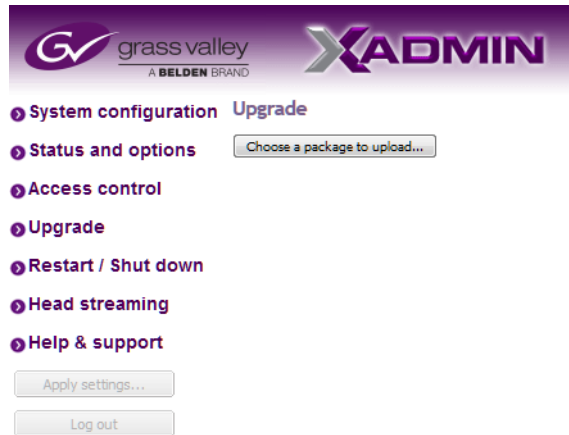 GV grass valley
A BELDEN BRAND
XADMIN
System configuration
Status and options
Access control
Upgrade
Restart / Shut down
Head streaming
Help & support
Apply settings...
Log out
Upgrade
Choose a package to upload...